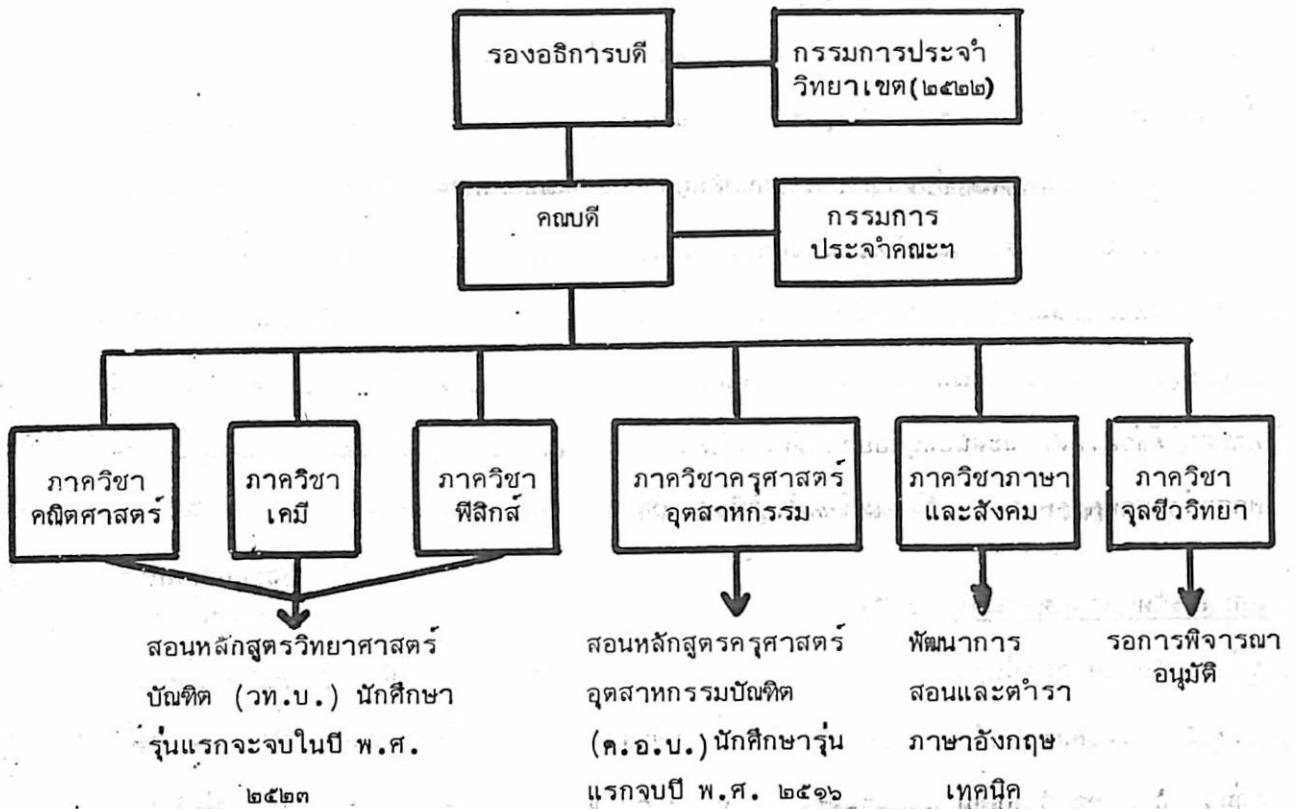 รองอธิการบดี
กรรมการประจำ
วิทยาเขต(๒๕๒๒)
คณบดี
กรรมการ
ประจำคณะฯ
ภาควิชา
คณิตศาสตร์
ภาควิชา
เคมี
ภาควิชา
ฟิสิกส์
ภาควิชาครุศาสตร์
อุตสาหกรรม
ภาควิชาภาษา
และสังคม
ภาควิชา
จุลชีววิทยา
สอนหลักสูตรวิทยาศาสตร์
บัณฑิต (วท.บ.) นักศึกษา
รุ่นแรกจะจบในปี พ.ศ.
๒๕๒๓
สอนหลักสูตรครุศาสตร์
อุตสาหกรรมบัณฑิต
(ค.อ.บ.) นักศึกษารุ่น
แรกจบปี พ.ศ. ๒๕๑๖
พัฒนาการ
สอนและตำรา
ภาษาอังกฤษ
เทคนิค
รอการพิจารณา
อนุมัติ